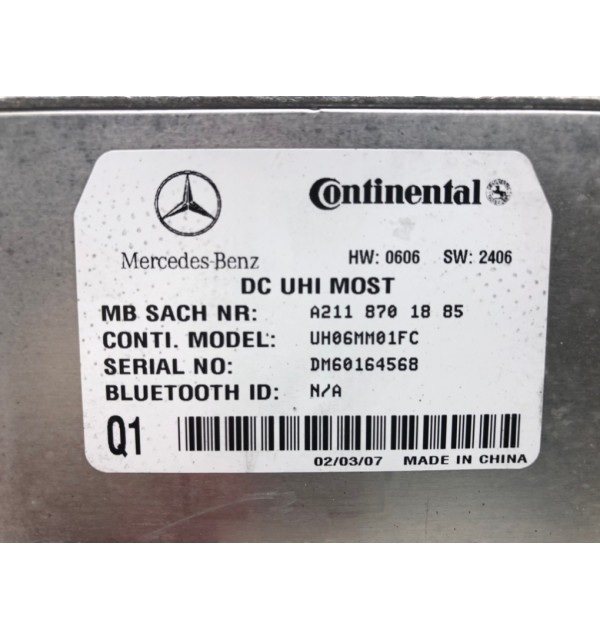 Continental
Mercedes-Benz
HW: 0606 SW: 2406
DC UHI MOST
MB SACH NR: A211 870 18 85
CONTI. MODEL: UH06MM01FC
SERIAL NO: DM60164568
BLUETOOTH ID: N/A
Q1
02/03/07 MADE IN CHINA